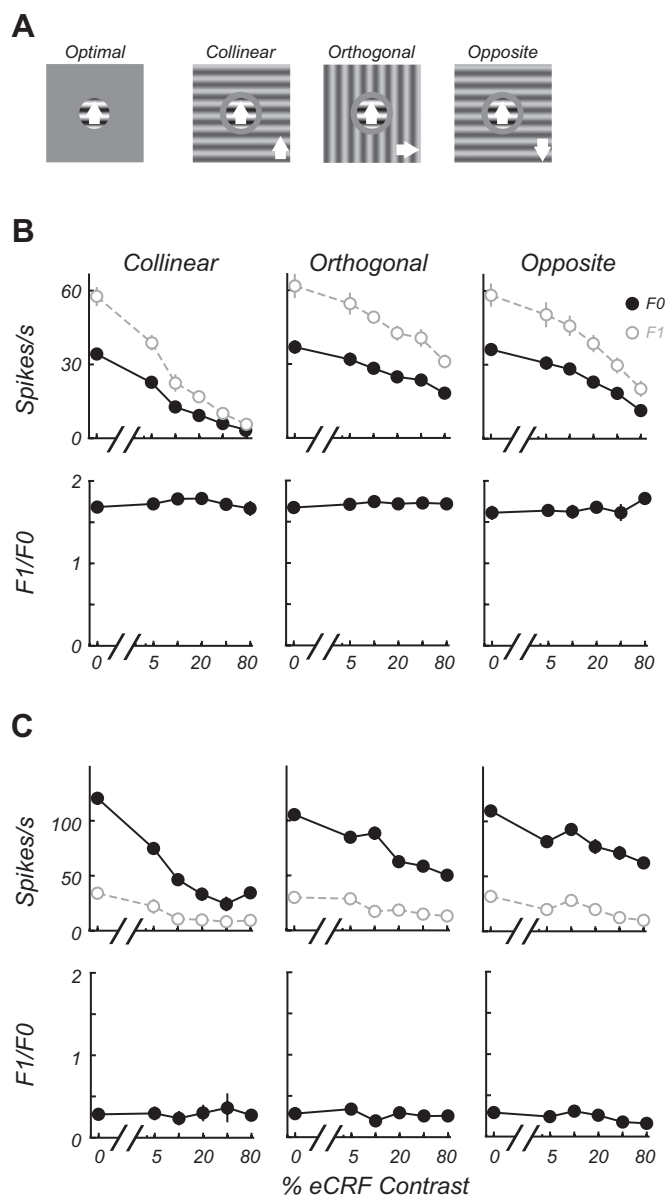 A
Optimal
Collinear
Orthogonal
Opposite
B
Collinear
Orthogonal
Opposite
Spikes/s
60
30
0
F0
F1
F1/F0
2
1
0
0 5 20 80
0 5 20 80
0 5 20 80
C
Spikes/s
100
50
0
F1/F0
2
1
0
0 5 20 80
0 5 20 80
0 5 20 80
% eCRF Contrast